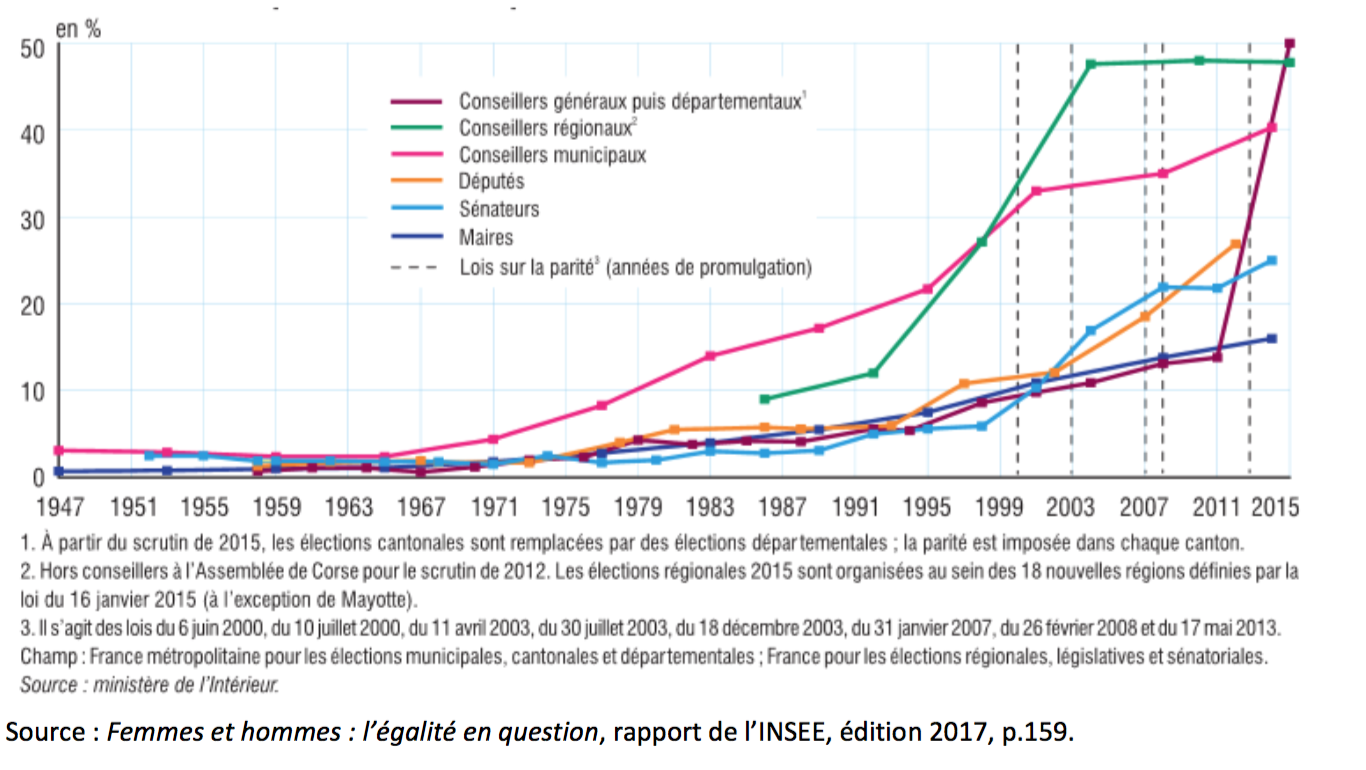 en %
50
40
30
20
10
0
Conseillers généraux puis départementaux¹
Conseillers régionaux²
Conseillers municipaux
Députés
Sénateurs
Maires
Lois sur la parité³ (années de promulgation)
1947 1951 1955 1959 1963 1967 1971 1975 1979 1983 1987 1991 1995 1999 2003 2007 2011 2015
1. À partir du scrutin de 2015, les élections cantonales sont remplacées par des élections départementales ; la parité est imposée dans chaque canton.
2. Hors conseillers à l'Assemblée de Corse pour le scrutin de 2012. Les élections régionales 2015 sont organisées au sein des 18 nouvelles régions définies par la
loi du 16 janvier 2015 (à l'exception de Mayotte).
3. Il s'agit des lois du 6 juin 2000, du 10 juillet 2000, du 11 avril 2003, du 30 juillet 2003, du 18 décembre 2003, du 31 janvier 2007, du 26 février 2008 et du 17 mai 2013.
Champ : France métropolitaine pour les élections municipales, cantonales et départementales ; France pour les élections régionales, législatives et sénatoriales.
Source : ministère de l'Intérieur.
Source : Femmes et hommes : l'égalité en question, rapport de l'INSEE, édition 2017, p.159.